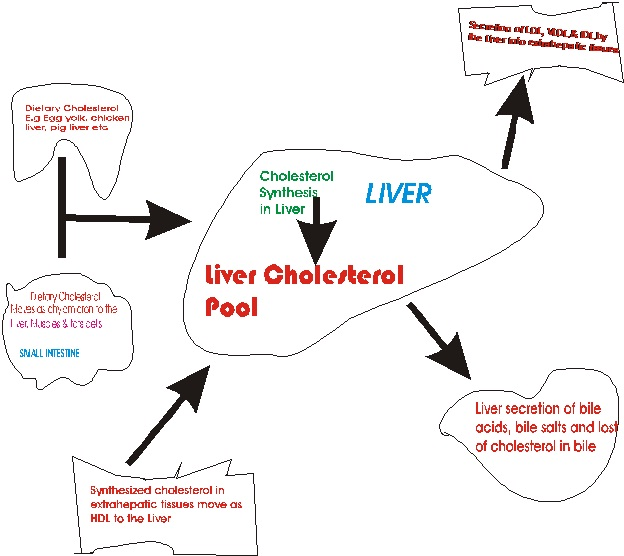 Secretion of LDL, VLDL & IDL by
the liver into extrahepatic tissues
Dietary Cholesterol
E.g Egg yolk, chicken
liver, pig liver etc
Cholesterol
Synthesis
in Liver
LIVER
Liver Cholesterol
Pool
Dietary Cholesterol
Moves as chylomicron to the
Liver, Muscles &
SMALL INTESTINE
Liver secretion of bile
acids, bile salts and lost
of cholesterol in bile
Synthesized cholesterol in
extrahepatic tissues move as
HDL to the Liver